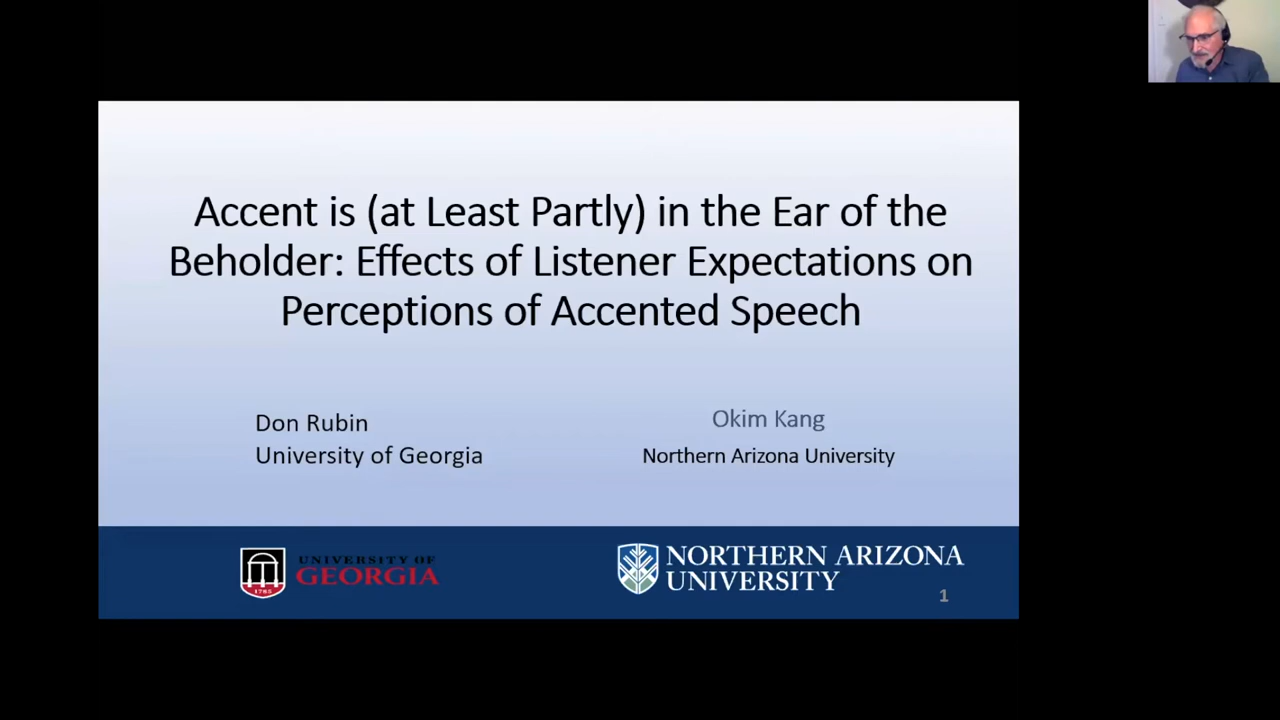 Accent is (at Least Partly) in the Ear of the
Beholder: Effects of Listener Expectations on
Perceptions of Accented Speech
Don Rubin
University of Georgia
Okim Kang
Northern Arizona University
UNIVERSITY OF
GEORGIA
1785
NORTHERN ARIZONA
UNIVERSITY
1